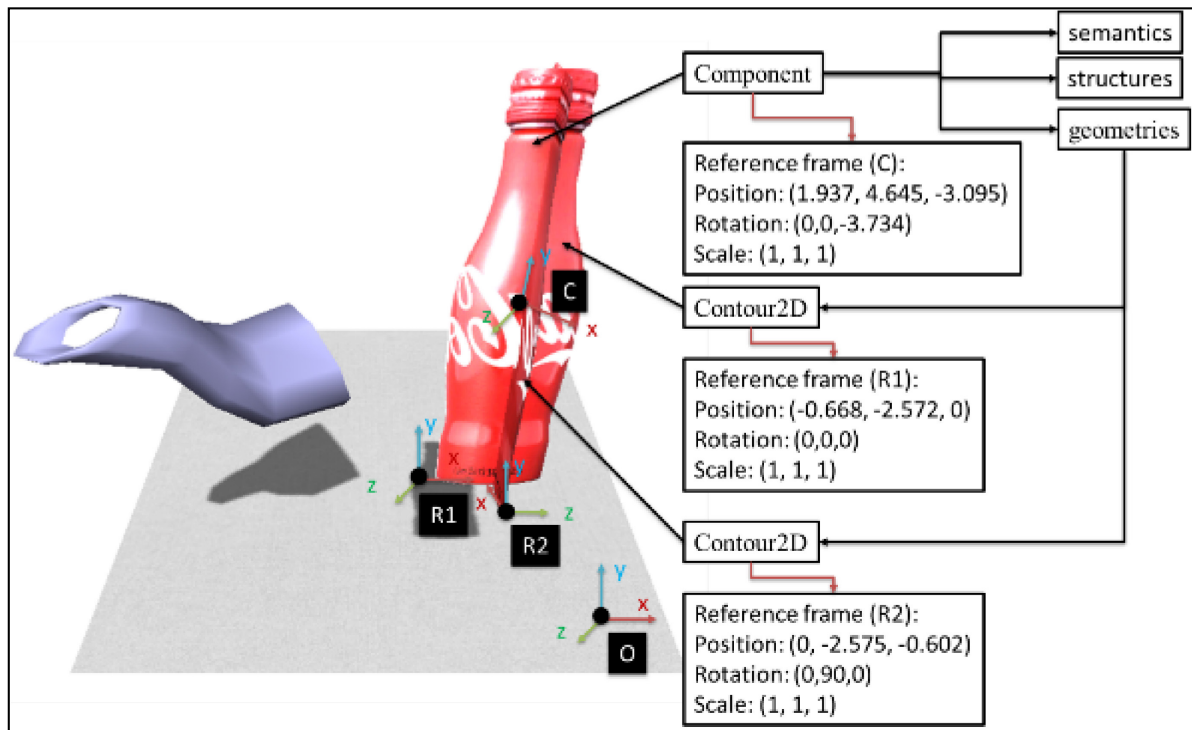 semantics
Component
structures
geometries
Reference frame (C):
Position: (1.937, 4.645, -3.095)
Rotation: (0,0,-3.734)
Scale: (1, 1, 1)
y
C
z
x
Contour2D
Reference frame (R1):
Position: (-0.668, -2.572, 0)
Rotation: (0,0,0)
Scale: (1, 1, 1)
y
x
z
R1
y
x
z
R2
Contour2D
y
x
z
O
Reference frame (R2):
Position: (0, -2.575, -0.602)
Rotation: (0,90,0)
Scale: (1, 1, 1)